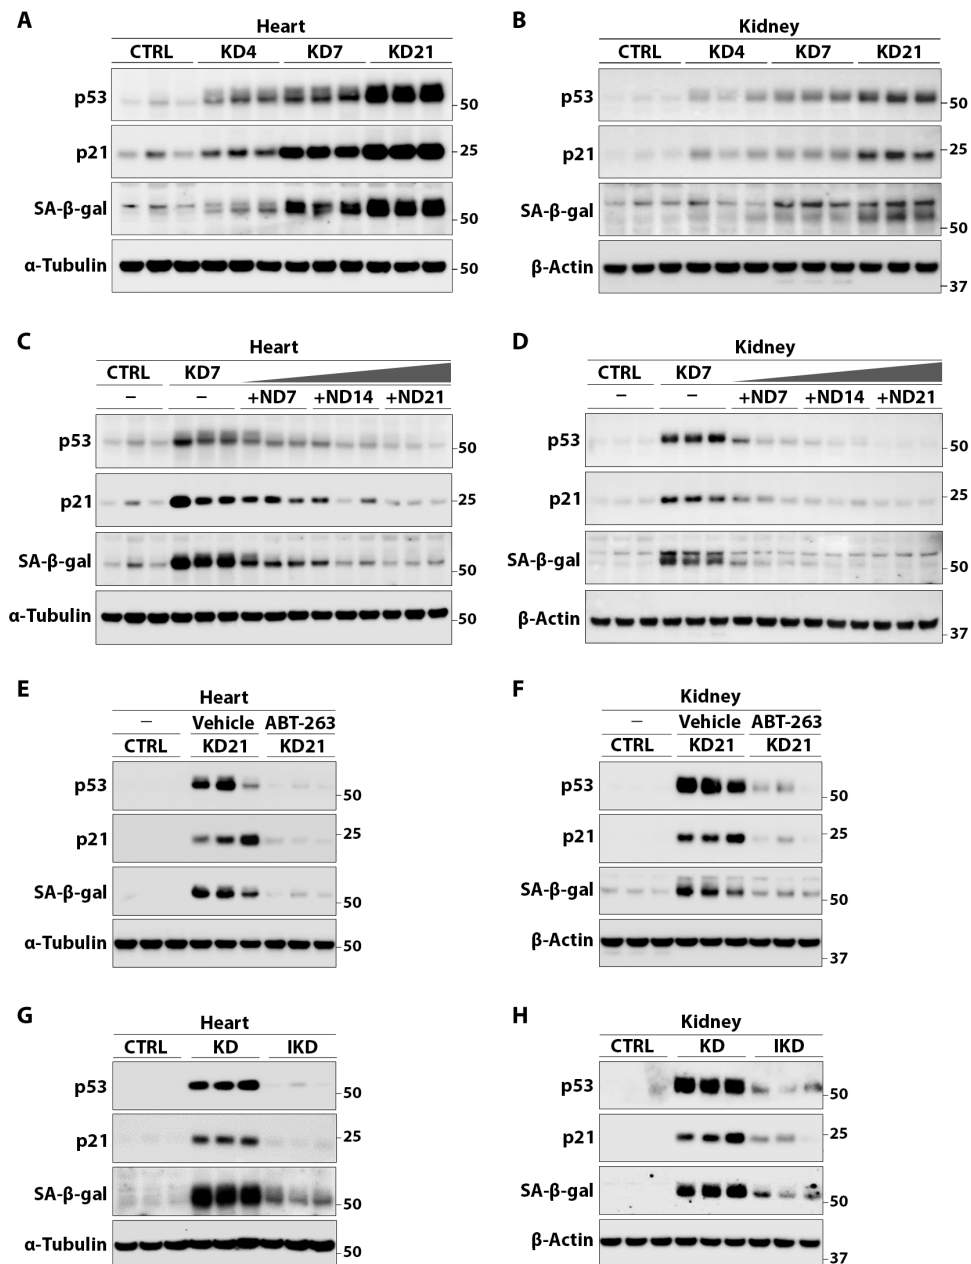 A
Heart
CTRL KD4 KD7 KD21
p53 50
p21 25
SA-β-gal 50
α-Tubulin 50
B
Kidney
CTRL KD4 KD7 KD21
p53 50
p21 25
SA-β-gal 50
β-Actin 37
C
Heart
CTRL KD7
– – +ND7 +ND14 +ND21
p53 50
p21 25
SA-β-gal 50
α-Tubulin 50
D
Kidney
CTRL KD7
– – +ND7 +ND14 +ND21
p53 50
p21 25
SA-β-gal 50
β-Actin 37
E
Heart
– Vehicle ABT-263
CTRL KD21 KD21
p53 50
p21 25
SA-β-gal 50
α-Tubulin 50
F
Kidney
– Vehicle ABT-263
CTRL KD21 KD21
p53 50
p21 25
SA-β-gal 50
β-Actin 37
G
Heart
CTRL KD IKD
p53 50
p21 25
SA-β-gal 50
α-Tubulin 50
H
Kidney
CTRL KD IKD
p53 50
p21 25
SA-β-gal 50
β-Actin 37